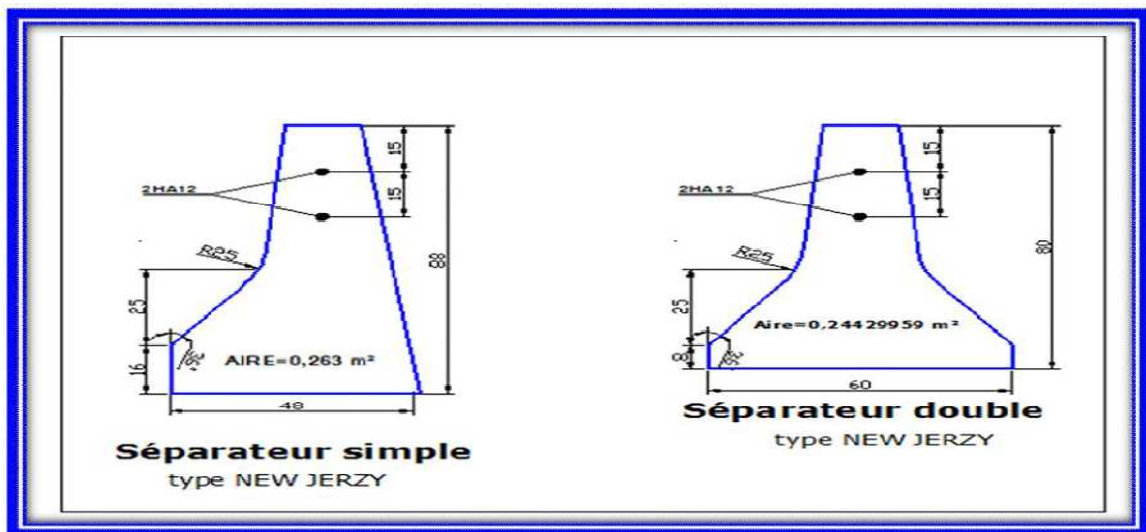 2HA12
15
15
R25
88
25
16
AIRE=0,263 m²
48
Séparateur simple
type NEW JERZY
2HA12
15
15
R25
80
25
8
Aire=0,24429959 m²
60
Séparateur double
type NEW JERZY